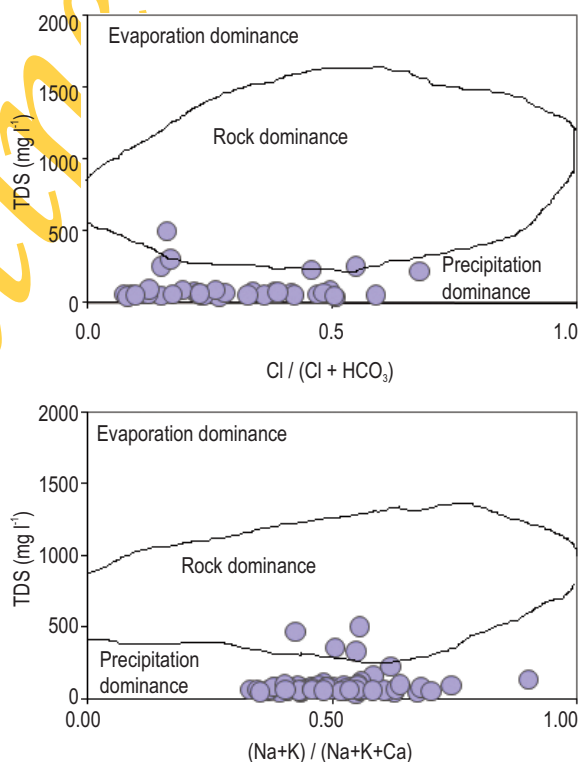 2000
Evaporation dominance
1500
Rock dominance
1000
TDS (mg l⁻¹)
500
Precipitation
dominance
0
0.0
0.5
1.0
Cl / (Cl + HCO₃)
2000
Evaporation dominance
1500
1000
Rock dominance
TDS (mg l⁻¹)
500
Precipitation
dominance
0
0.0
0.50
1.00
(Na+K) / (Na+K+Ca)